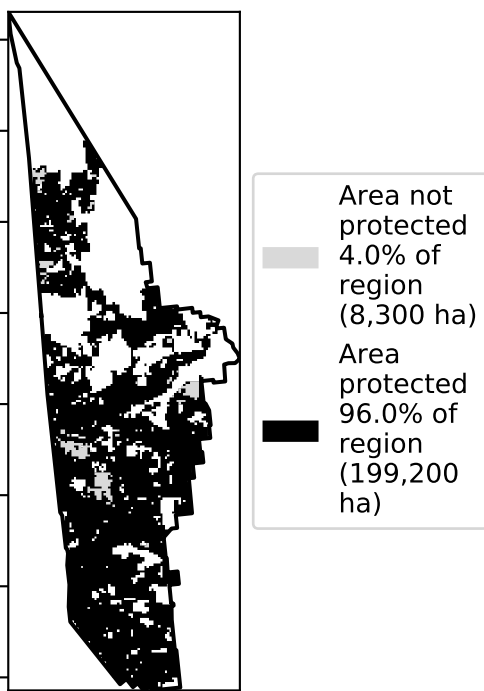 Area not
protected
4.0% of
region
(8,300 ha)
Area
protected
96.0% of
region
(199,200
ha)